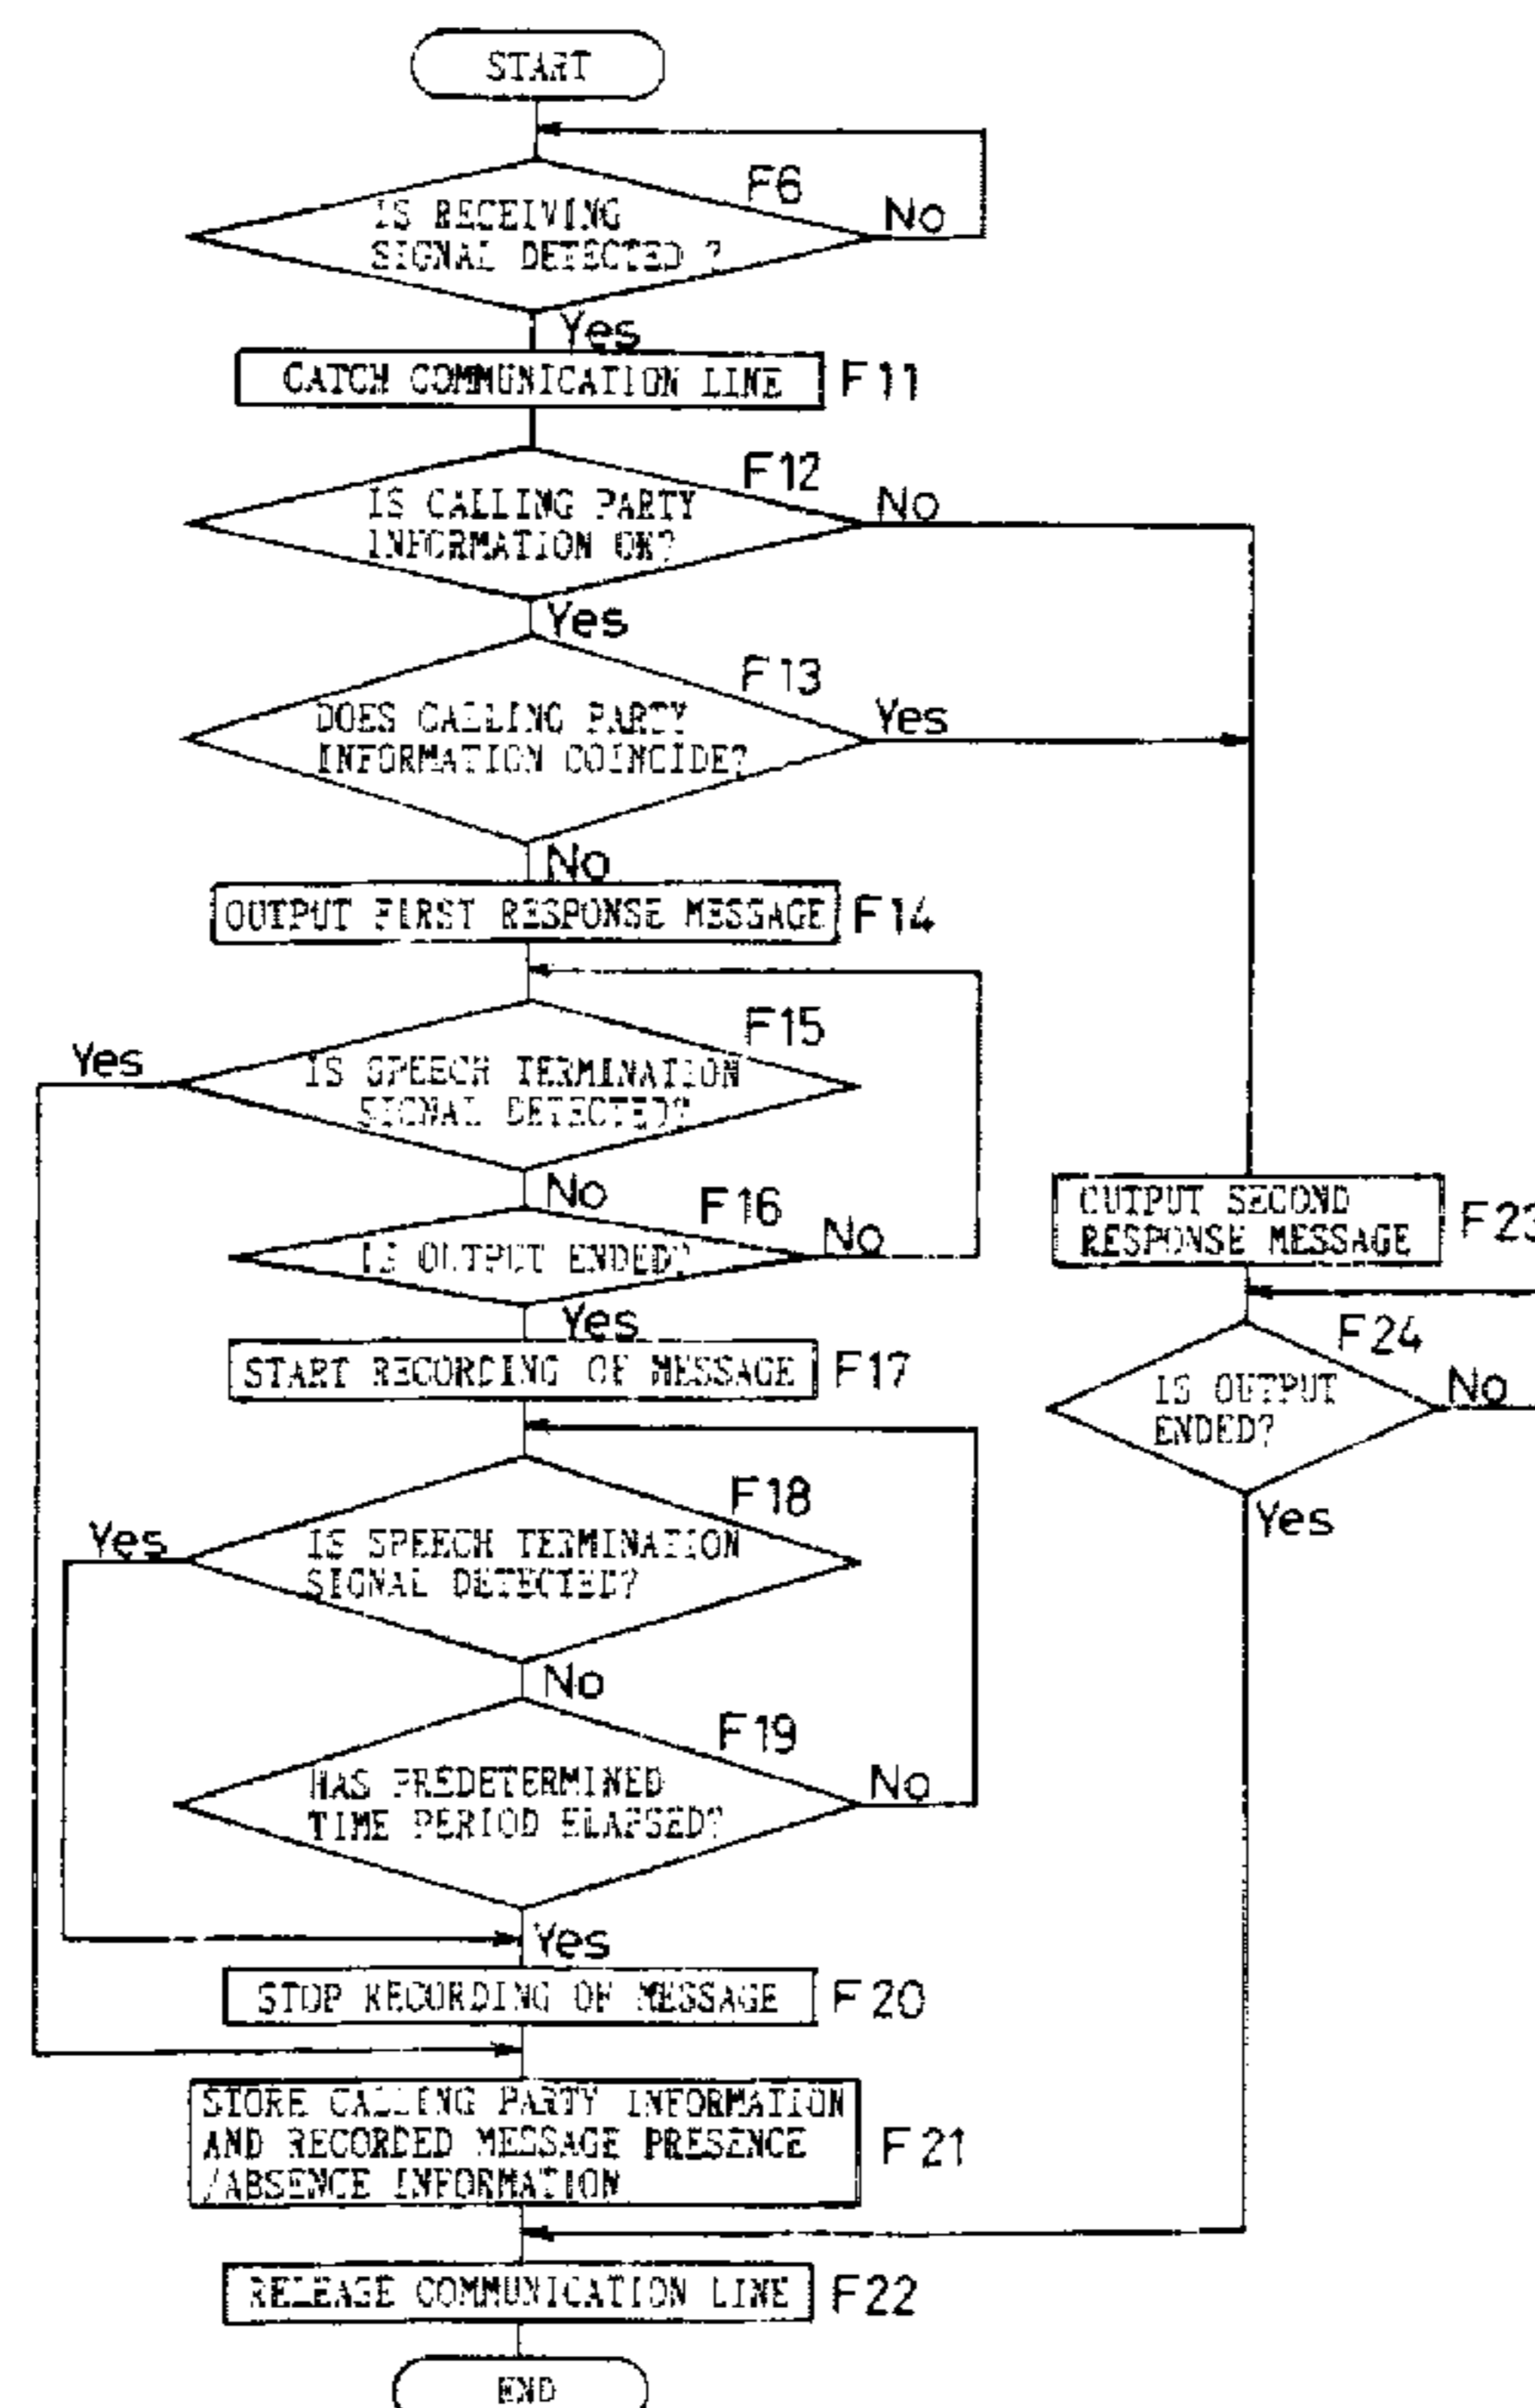 START
F6
IS RECEIVING
SIGNAL DETECTED ?
No
Yes
CATCH COMMUNICATION LINE
F11
F12
IS CALLING PARTY
INFORMATION OK?
No
Yes
F13
DOES CALLING PARTY
INFORMATION COINCIDE?
Yes
No
OUTPUT FIRST RESPONSE MESSAGE
F14
F15
Yes
IS SPEECH TERMINATION
SIGNAL DETECTED?
No
F16
IS OUTPUT ENDED?
No
Yes
START RECORDING OF MESSAGE
F17
F18
Yes
IS SPEECH TERMINATION
SIGNAL DETECTED?
No
F19
HAS PREDETERMINED
TIME PERIOD ELAPSED?
No
Yes
STOP RECORDING OF MESSAGE
F20
STORE CALLING PARTY INFORMATION
AND RECORDED MESSAGE PRESENCE
/ABSENCE INFORMATION
F21
RELEASE COMMUNICATION LINE
F22
END
OUTPUT SECOND
RESPONSE MESSAGE
F23
F24
IS OUTPUT
ENDED?
No
Yes